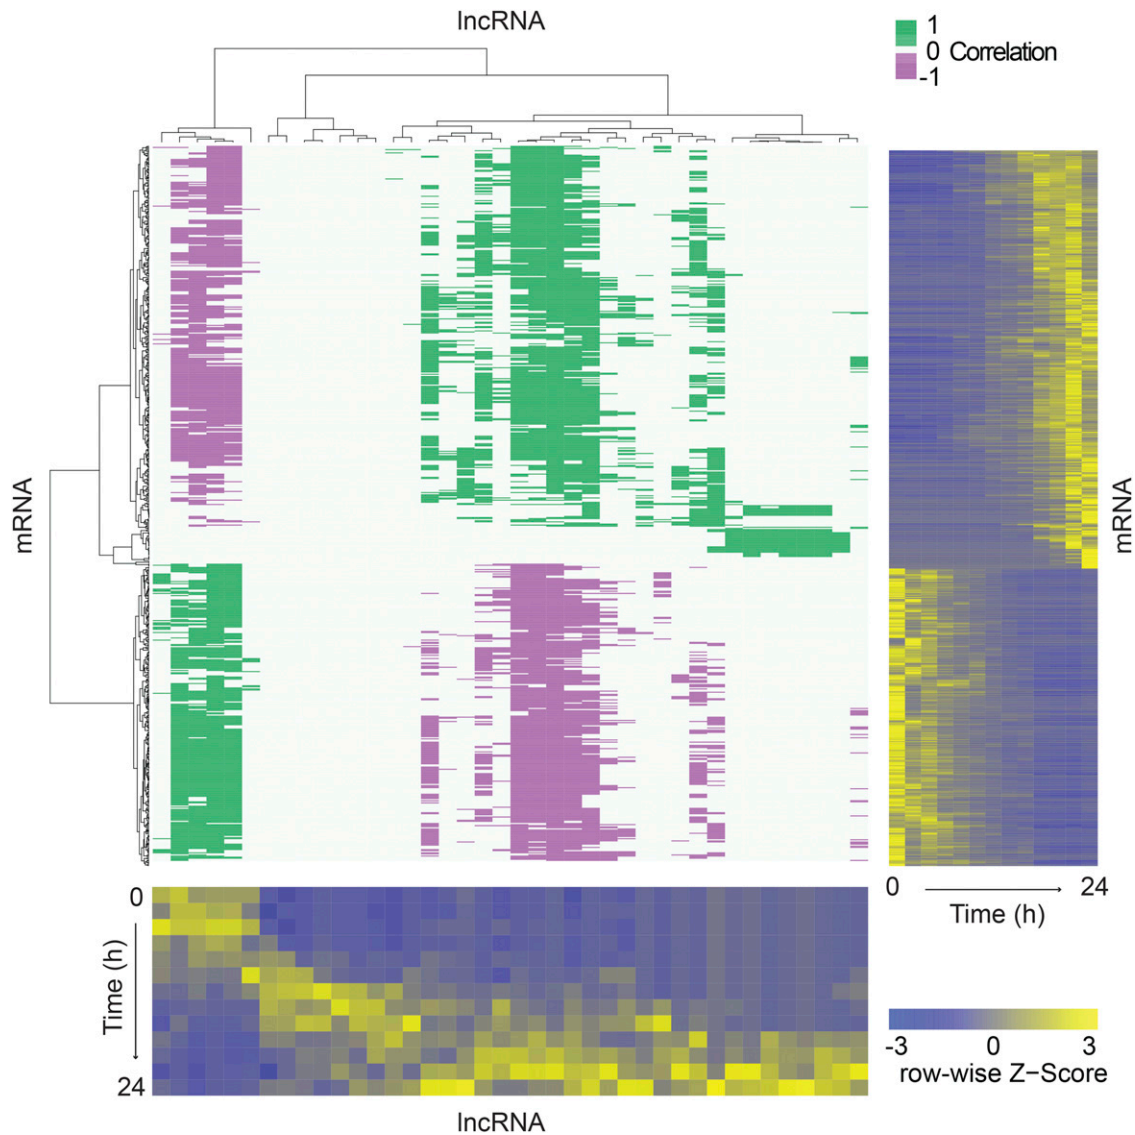 lncRNA
1
0 Correlation
-1
mRNA
mRNA
0
Time (h)
24
0 24
Time (h)
-3 0 3
row-wise Z−Score
lncRNA